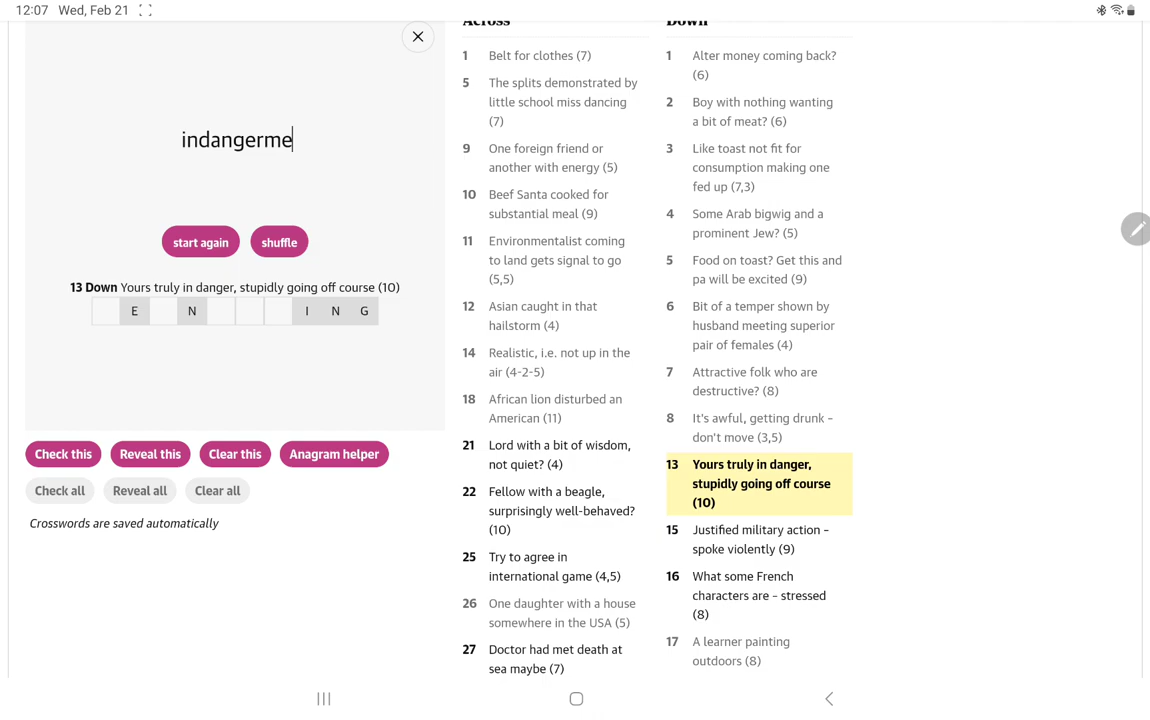 12:07 Wed, Feb 21
Across
Down
indangerme
start again
shuffle
13 Down Yours truly in danger, stupidly going off course (10)
E N I N G
Check this
Reveal this
Clear this
Anagram helper
Check all
Reveal all
Clear all
Crosswords are saved automatically
1 Belt for clothes (7)
5 The splits demonstrated by
little school miss dancing
(7)
9 One foreign friend or
another with energy (5)
10 Beef Santa cooked for
substantial meal (9)
11 Environmentalist coming
to land gets signal to go
(5,5)
12 Asian caught in that
hailstorm (4)
14 Realistic, i.e. not up in the
air (4-2-5)
18 African lion disturbed an
American (11)
21 Lord with a bit of wisdom,
not quiet? (4)
22 Fellow with a beagle,
surprisingly well-behaved?
(10)
25 Try to agree in
international game (4,5)
26 One daughter with a house
somewhere in the USA (5)
27 Doctor had met death at
sea maybe (7)
1 Alter money coming back?
(6)
2 Boy with nothing wanting
a bit of meat? (6)
3 Like toast not fit for
consumption making one
fed up (7,3)
4 Some Arab bigwig and a
prominent Jew? (5)
5 Food on toast? Get this and
pa will be excited (9)
6 Bit of a temper shown by
husband meeting superior
pair of females (4)
7 Attractive folk who are
destructive? (8)
8 It's awful, getting drunk –
don't move (3,5)
13 Yours truly in danger,
stupidly going off course
(10)
15 Justified military action –
spoke violently (9)
16 What some French
characters are – stressed
(8)
17 A learner painting
outdoors (8)